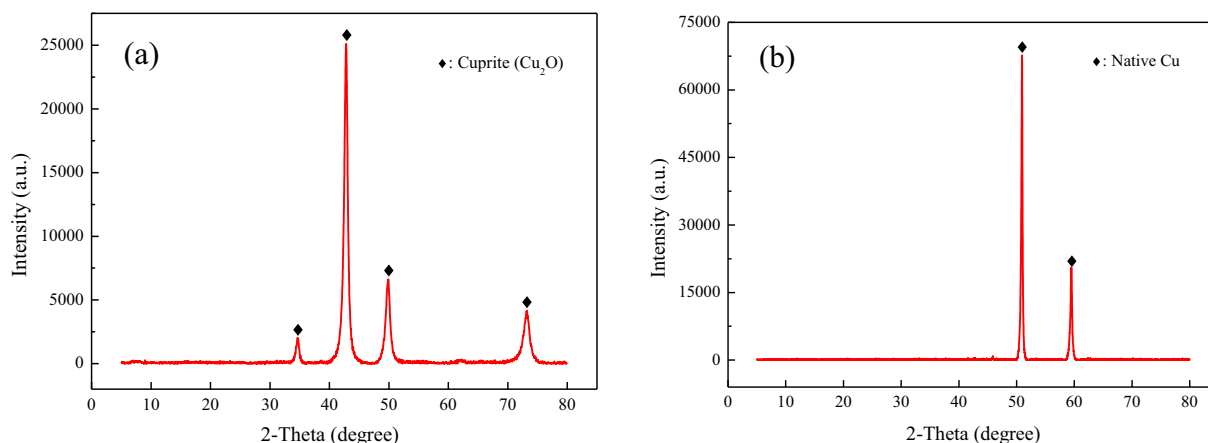 (a)
◆: Cuprite (Cu₂O)
25000
20000
15000
10000
5000
0
Intensity (a.u.)
0 10 20 30 40 50 60 70 80
2-Theta (degree)
(b)
◆: Native Cu
75000
60000
45000
30000
15000
0
Intensity (a.u.)
0 10 20 30 40 50 60 70 80
2-Theta (degree)